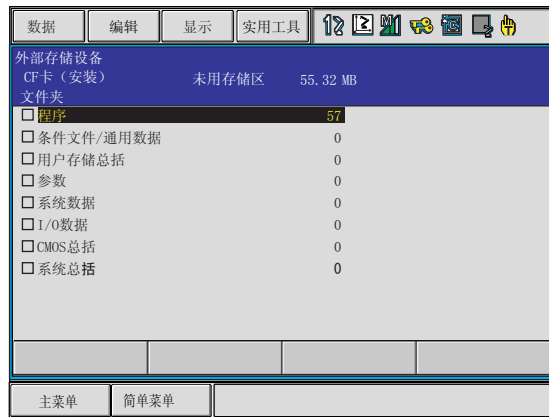 数据 编辑 显示 实用工具
外部存储设备
CF卡（安装） 未用存储区 55.32 MB
文件夹
程序 57
条件文件/通用数据 0
用户存储总括 0
参数 0
系统数据 0
I/O数据 0
CMOS总括 0
系统总括 0
主菜单 简单菜单